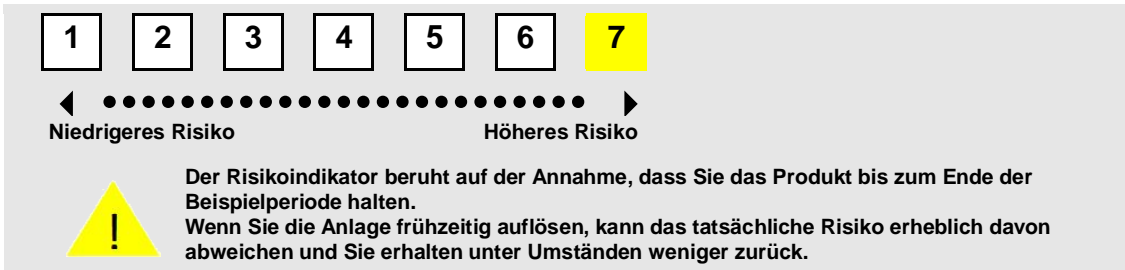 1 2 3 4 5 6 7
Niedrigeres Risiko Höheres Risiko
Der Risikoindikator beruht auf der Annahme, dass Sie das Produkt bis zum Ende der
Beispielperiode halten.
Wenn Sie die Anlage frühzeitig auflösen, kann das tatsächliche Risiko erheblich davon
abweichen und Sie erhalten unter Umständen weniger zurück.
!